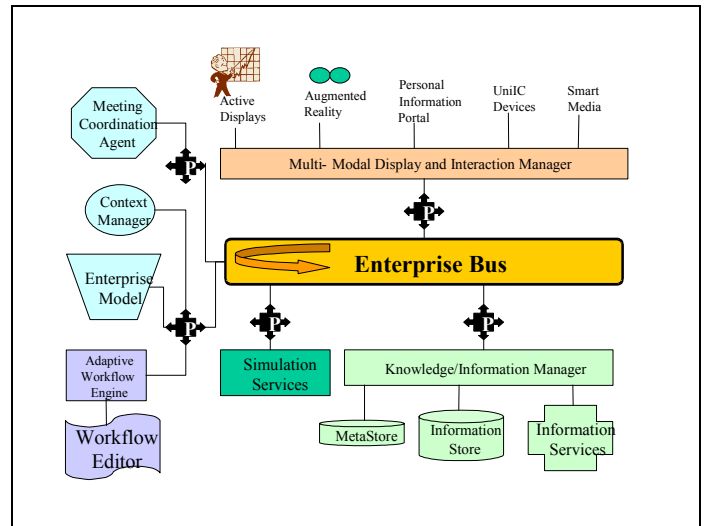 Meeting
Coordination
Agent
Active
Displays
Augmented
Reality
Personal
Information
Portal
UniIC
Devices
Smart
Media
Multi- Modal Display and Interaction Manager
P
P
Context
Manager
Enterprise Bus
Enterprise
Model
P
P
P
Adaptive
Workflow
Engine
Simulation
Services
Knowledge/Information Manager
Workflow
Editor
MetaStore
Information
Store
Information
Services